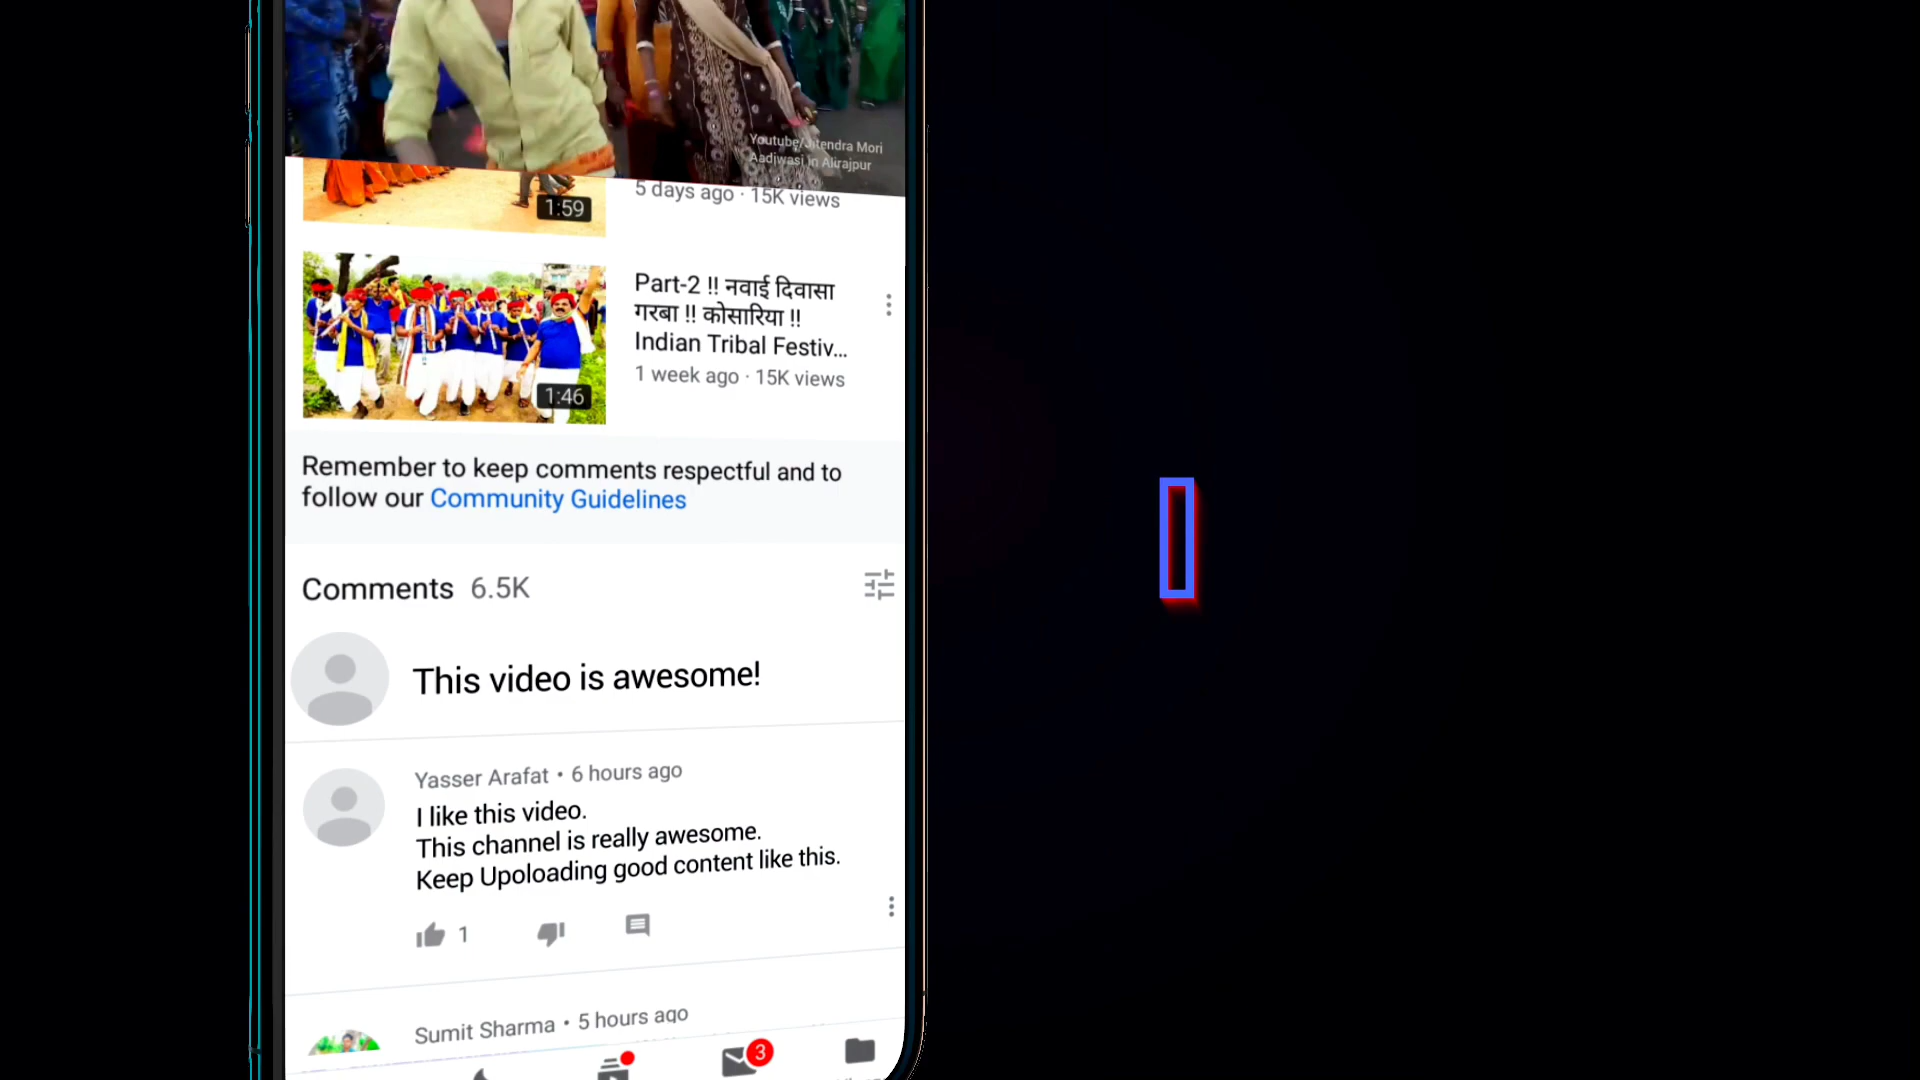 Youtube/Jitendra Mori
Aadiwasi in Alirajpur
5 days ago · 15K views
1:59
Part-2 !! नवाई दिवासा
गरबा !! कोसारिया !!
Indian Tribal Festiv...
1 week ago · 15K views
1:46
Remember to keep comments respectful and to
follow our Community Guidelines
Comments 6.5K
This video is awesome!
Yasser Arafat • 6 hours ago
I like this video.
This channel is really awesome.
Keep Upoloading good content like this.
1
Sumit Sharma • 5 hours ago
3